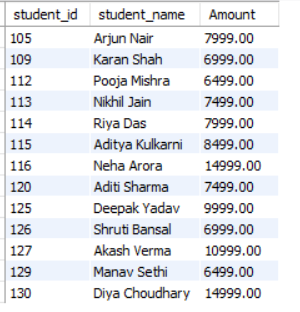 student_id student_name Amount
105 Arjun Nair 7999.00
109 Karan Shah 6999.00
112 Pooja Mishra 6499.00
113 Nikhil Jain 7499.00
114 Riya Das 7999.00
115 Aditya Kulkarni 8499.00
116 Neha Arora 14999.00
120 Aditi Sharma 7499.00
125 Deepak Yadav 9999.00
126 Shruti Bansal 6999.00
127 Akash Verma 10999.00
129 Manav Sethi 6499.00
130 Diya Choudhary 14999.00